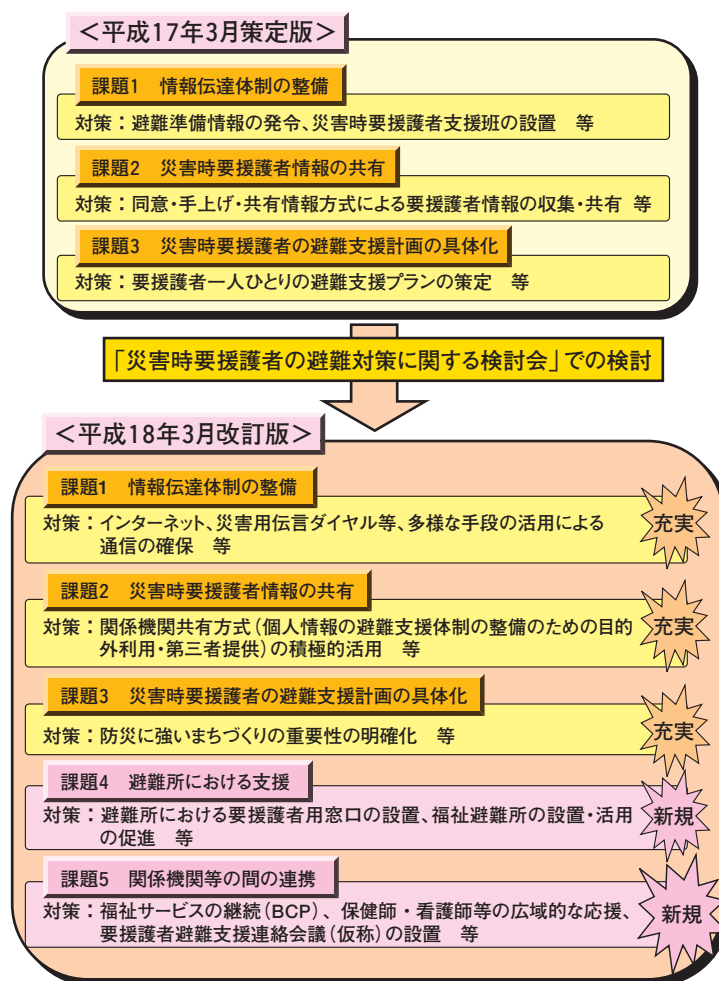 ＜平成17年3月策定版＞
課題1　情報伝達体制の整備
対策：避難準備情報の発令、災害時要援護者支援班の設置　等
課題2　災害時要援護者情報の共有
対策：同意・手上げ・共有情報方式による要援護者情報の収集・共有　等
課題3　災害時要援護者の避難支援計画の具体化
対策：要援護者一人ひとりの避難支援プランの策定　等
「災害時要援護者の避難対策に関する検討会」での検討
＜平成18年3月改訂版＞
課題1　情報伝達体制の整備
対策：インターネット、災害用伝言ダイヤル等、多様な手段の活用による
通信の確保　等
充実
課題2　災害時要援護者情報の共有
対策：関係機関共有方式（個人情報の避難支援体制の整備のための目的
外利用・第三者提供）の積極的活用　等
充実
課題3　災害時要援護者の避難支援計画の具体化
対策：防災に強いまちづくりの重要性の明確化　等
充実
課題4　避難所における支援
対策：避難所における要援護者用窓口の設置、福祉避難所の設置・活用
の促進　等
新規
課題5　関係機関等の間の連携
対策：福祉サービスの継続（BCP）、保健師・看護師等の広域的な応援、
要援護者避難支援連絡会議（仮称）の設置　等
新規